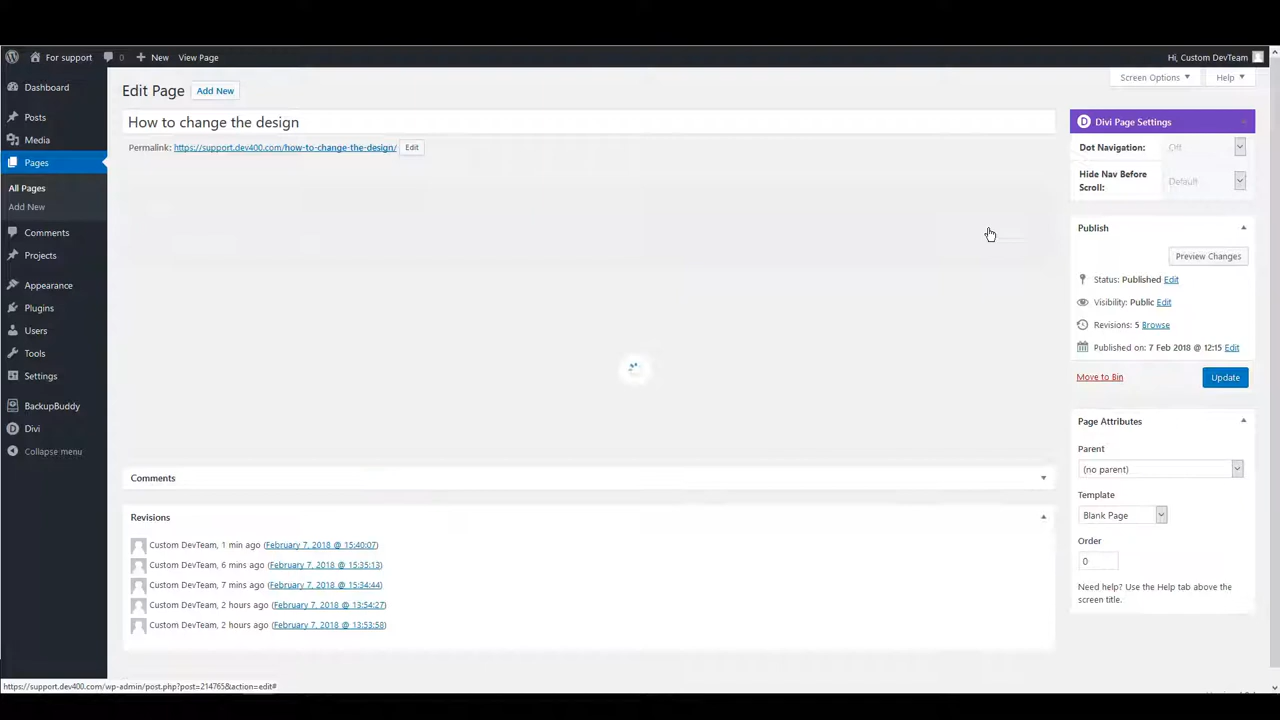 For support
0
New
View Page
Hi, Custom DevTeam
Screen Options
Help
Dashboard
Posts
Media
Pages
All Pages
Add New
Comments
Projects
Appearance
Plugins
Users
Tools
Settings
BackupBuddy
Divi
Collapse menu
Edit Page
Add New
How to change the design
Permalink: https://support.dev400.com/how-to-change-the-design/
Edit
Comments
Revisions
Custom DevTeam, 1 min ago (February 7, 2018 @ 15:40:07)
Custom DevTeam, 6 mins ago (February 7, 2018 @ 15:35:13)
Custom DevTeam, 7 mins ago (February 7, 2018 @ 15:34:44)
Custom DevTeam, 2 hours ago (February 7, 2018 @ 13:54:27)
Custom DevTeam, 2 hours ago (February 7, 2018 @ 13:53:58)
D Divi Page Settings
Dot Navigation: Off
Hide Nav Before
Scroll:
Default
Publish
Preview Changes
Status: Published Edit
Visibility: Public Edit
Revisions: 5 Browse
Published on: 7 Feb 2018 @ 12:15 Edit
Move to Bin
Update
Page Attributes
Parent
(no parent)
Template
Blank Page
Order
0
Need help? Use the Help tab above the
screen title.
https://support.dev400.com/wp-admin/post.php?post=214765&action=edit#